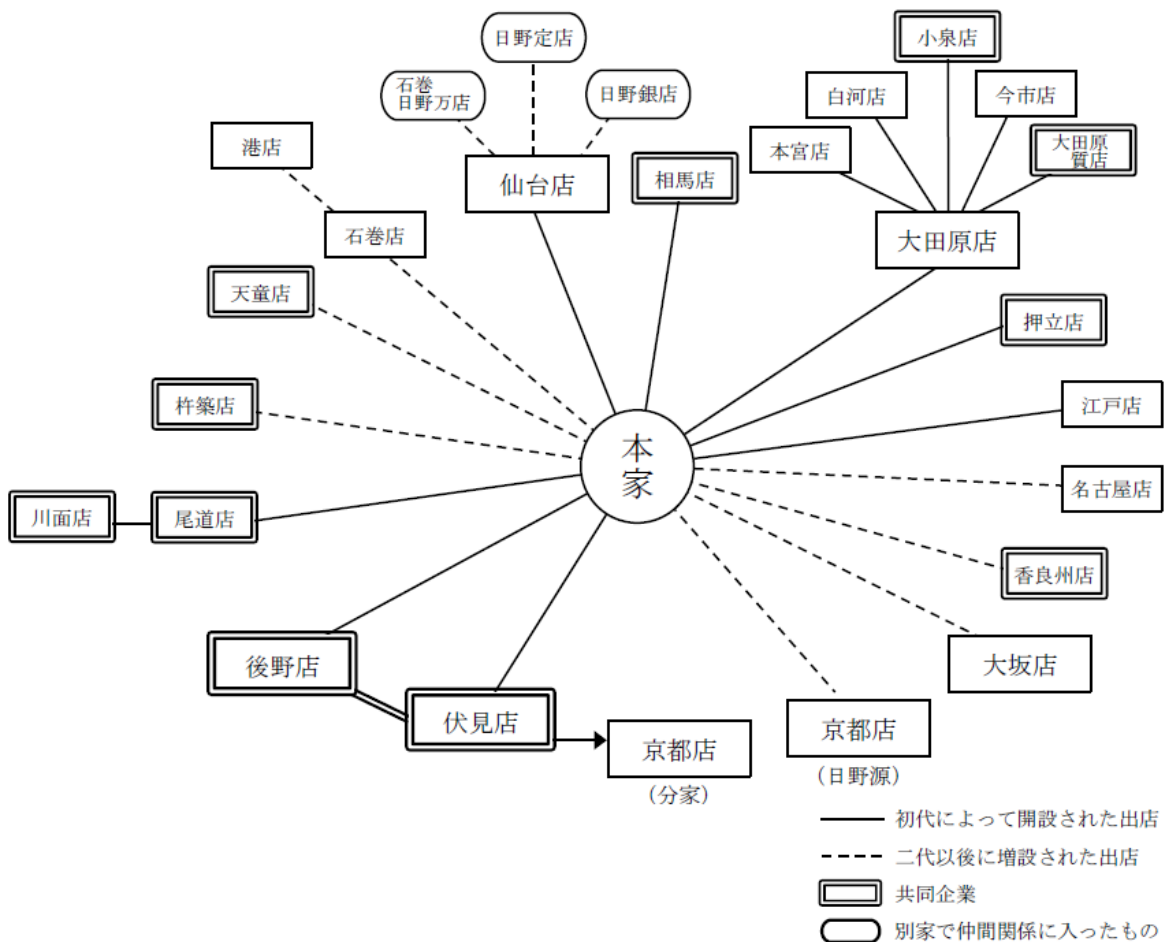 日野定店
小泉店
石巻
日野万店
日野銀店
白河店
今市店
港店
本宮店
大田原
質店
仙台店
相馬店
石巻店
大田原店
天童店
押立店
杵築店
江戸店
本
家
名古屋店
川面店
尾道店
香良州店
後野店
大坂店
伏見店
京都店
(日野源)
京都店
(分家)
初代によって開設された出店
二代以後に増設された出店
共同企業
別家で仲間関係に入ったもの